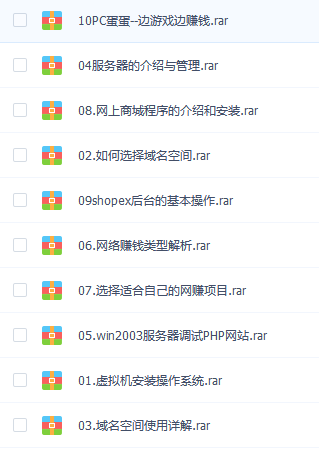 10PC蛋蛋--边游戏边赚钱.rar
04服务器的介绍与管理.rar
08.网上商城程序的介绍和安装.rar
02.如何选择域名空间.rar
09shopex后台的基本操作.rar
06.网络赚钱类型解析.rar
07.选择适合自己的网赚项目.rar
05.win2003服务器调试PHP网站.rar
01.虚拟机安装操作系统.rar
03.域名空间使用详解.rar